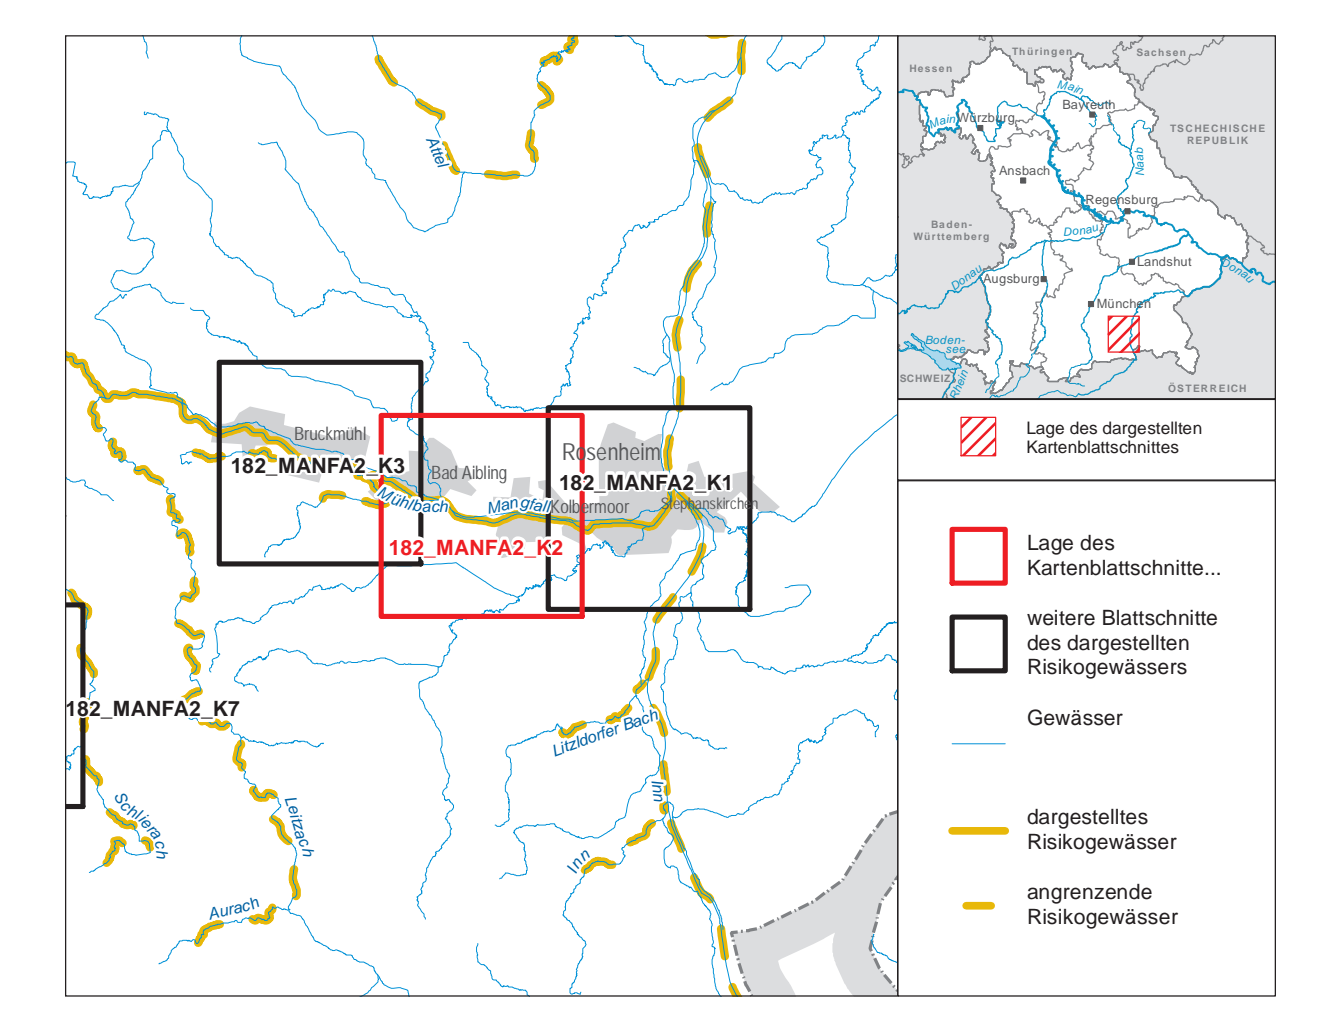 Attel
Bruckmühl
182_MANFA2_K3
Bad Aibling
Mühlbach
Mangfall
Rosenheim
182_MANFA2_K1
Stephanskirchen
Kolbermoor
182_MANFA2_K2
182_MANFA2_K7
Litzldorfer Bach
Inn
Inn
Schlierach
Leitzach
Aurach
Thüringen
Sachsen
Hessen
Main
Bayreuth
Main
Würzburg
TSCHECHISCHE
REPUBLIK
Naab
Ansbach
Regensburg
Baden-
Württemberg
Donau
Landshut
Donau
Donau
Augsburg
München
Boden-
see
SCHWEIZ
Rhein
ÖSTERREICH
Lage des dargestellten
Kartenblattschnittes
Lage des
Kartenblattschnitte...
weitere Blattschnitte
des dargestellten
Risikogewässers
Gewässer
dargestelltes
Risikogewässer
angrenzende
Risikogewässer